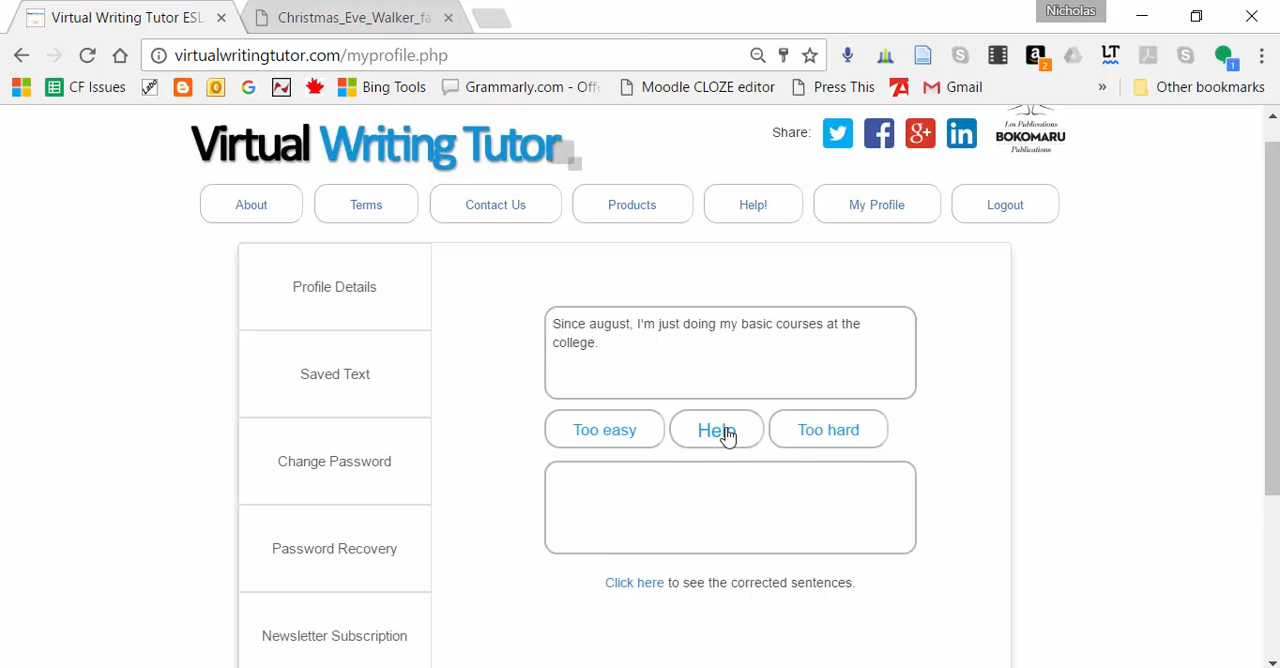 Virtual Writing Tutor ESL
Christmas_Eve_Walker_fa
Nicholas
virtualwritingtutor.com/myprofile.php
CF Issues
Bing Tools
Grammarly.com - Off
Moodle CLOZE editor
Press This
Gmail
»
Other bookmarks
Virtual Writing Tutor
Share:
Les Publications
BOKOMARU
Publications
About
Terms
Contact Us
Products
Help!
My Profile
Logout
Profile Details
Saved Text
Change Password
Password Recovery
Newsletter Subscription
Since august, I'm just doing my basic courses at the
college.
Too easy
Help
Too hard
Click here to see the corrected sentences.